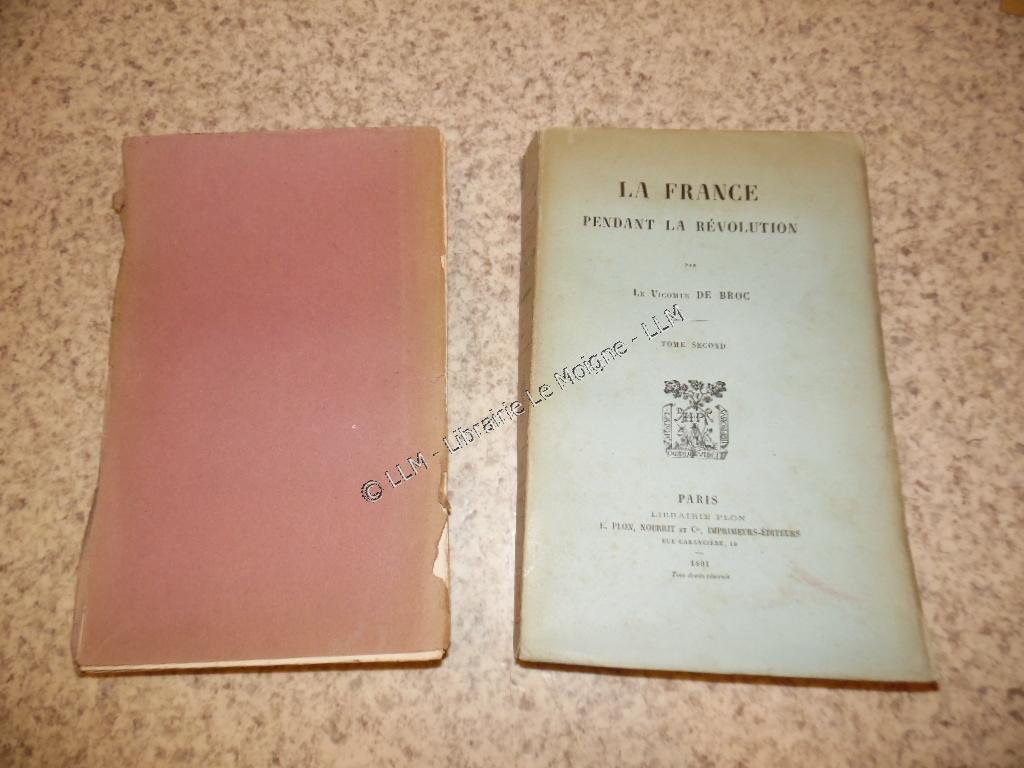 LA FRANCE
PENDANT LA RÉVOLUTION
PAR
LE VICOMTE DE BROC
TOME SECOND
PARIS
LIBRAIRIE PLON
E. PLON, NOURRIT ET Cie, IMPRIMEURS-ÉDITEURS
RUE GARANCIÈRE, 10
1891
Tous droits réservés
© LLM - Librairie Le Moigne - LLM